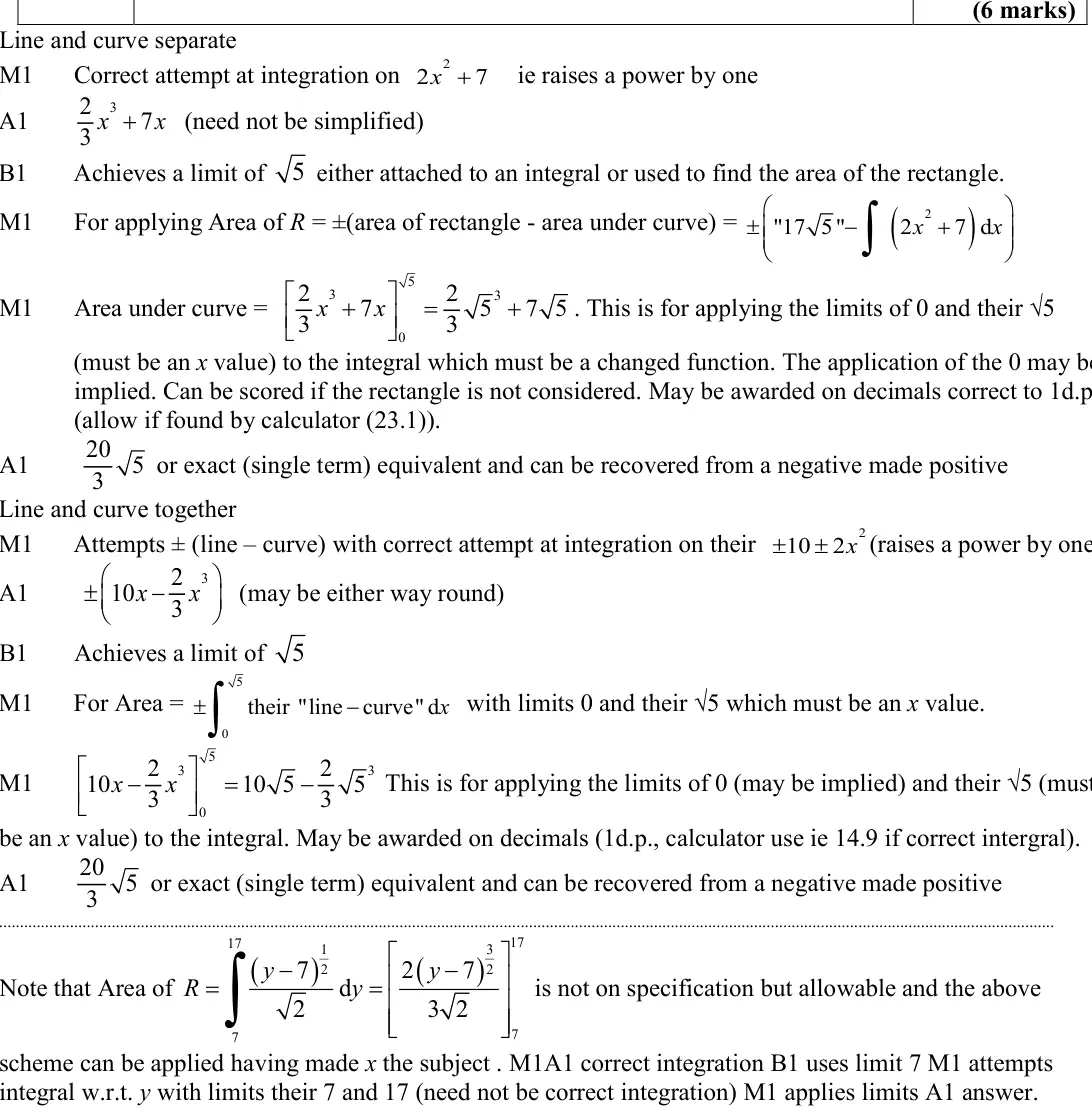 (6 marks)
Line and curve separate
M1 Correct attempt at integration on 2x² + 7 ie raises a power by one
A1 2/3 x³ + 7x (need not be simplified)
B1 Achieves a limit of √5 either attached to an integral or used to find the area of the rectangle.
M1 For applying Area of R = ±(area of rectangle - area under curve) = ±("17√5"− ∫ (2x² + 7) dx)
M1 Area under curve = [2/3 x³ + 7x]₀^√5 = 2/3 √5³ + 7√5 . This is for applying the limits of 0 and their √5
(must be an x value) to the integral which must be a changed function. The application of the 0 may be
implied. Can be scored if the rectangle is not considered. May be awarded on decimals correct to 1d.p
(allow if found by calculator (23.1)).
A1 20/3 √5 or exact (single term) equivalent and can be recovered from a negative made positive
Line and curve together
M1 Attempts ± (line – curve) with correct attempt at integration on their ±10 ± 2x² (raises a power by one
A1 ±(10x − 2/3 x³) (may be either way round)
B1 Achieves a limit of √5
M1 For Area = ± ∫₀^√5 their "line − curve" dx with limits 0 and their √5 which must be an x value.
M1 [10x − 2/3 x³]₀^√5 = 10√5 − 2/3 √5³ This is for applying the limits of 0 (may be implied) and their √5 (must
be an x value) to the integral. May be awarded on decimals (1d.p., calculator use ie 14.9 if correct intergral).
A1 20/3 √5 or exact (single term) equivalent and can be recovered from a negative made positive
Note that Area of R = ∫₇^17 (y − 7)^(1/2) / √2 dy = [2(y − 7)^(3/2) / 3√2]₇^17 is not on specification but allowable and the above
scheme can be applied having made x the subject . M1A1 correct integration B1 uses limit 7 M1 attempts
integral w.r.t. y with limits their 7 and 17 (need not be correct integration) M1 applies limits A1 answer.